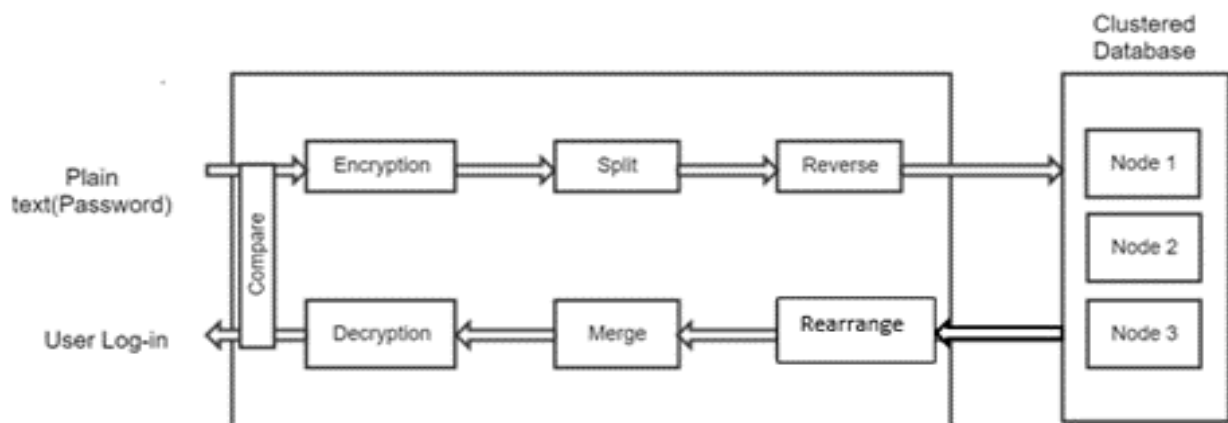 Clustered
Database
Plain
text(Password)
Compare
Encryption
Split
Reverse
Node 1
Node 2
User Log-in
Decryption
Merge
Rearrange
Node 3